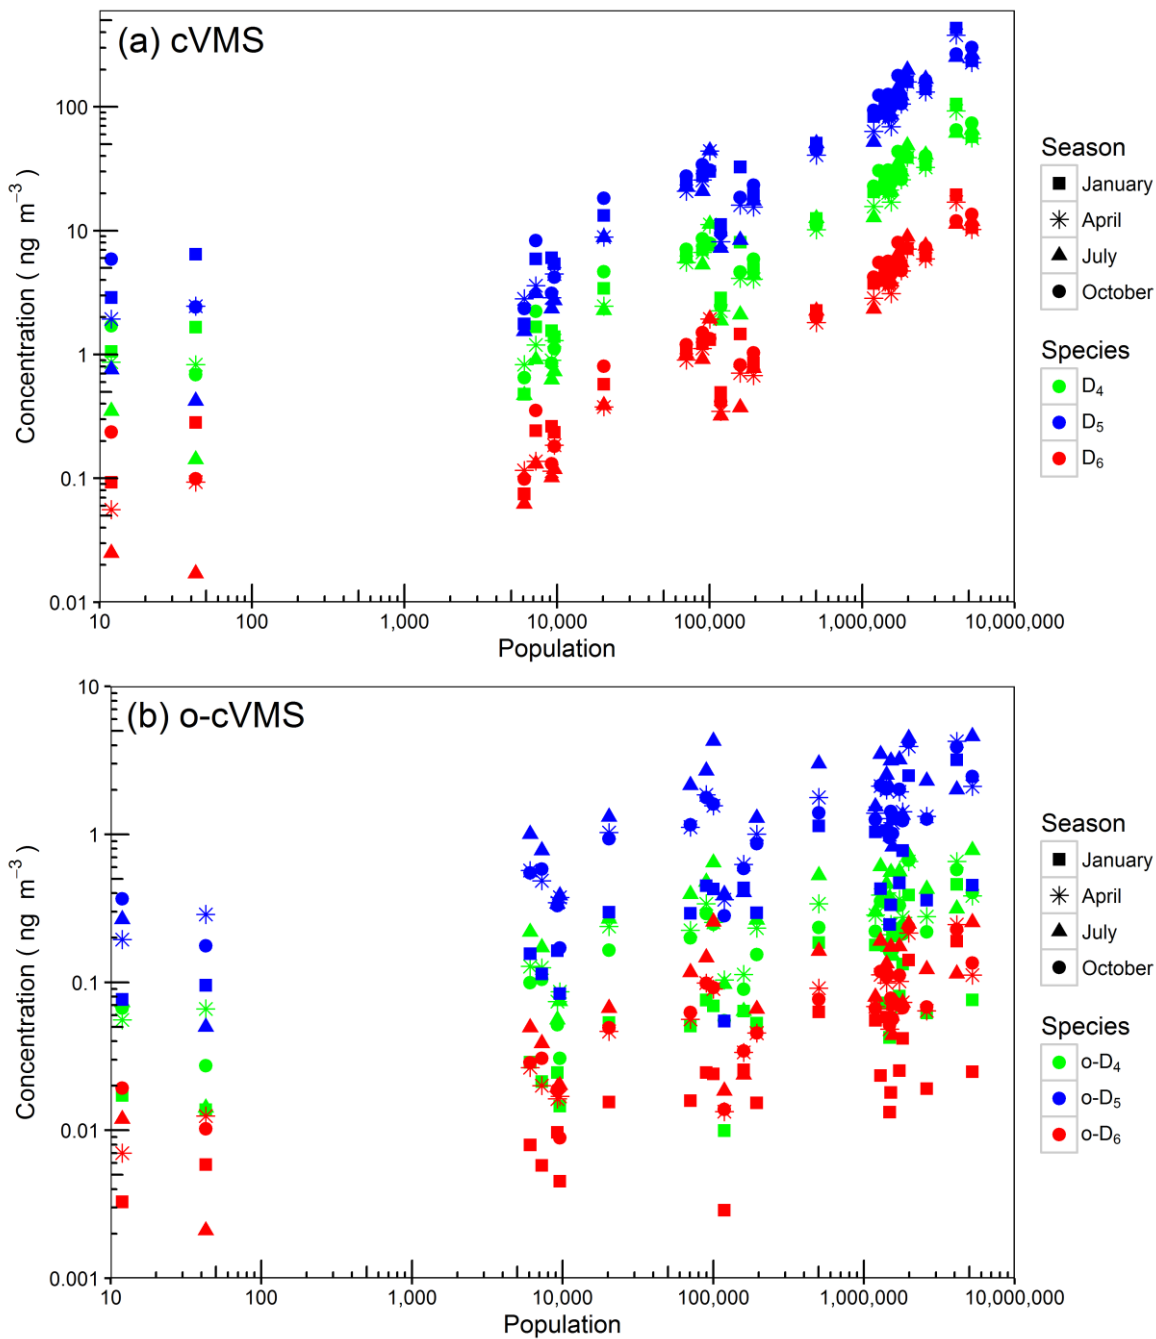 (a) cVMS
Concentration ( ng m⁻³ )
100
10
1
0.1
0.01
10
100
1,000
10,000
100,000
1,000,000
10,000,000
Population
Season
January
April
July
October
Species
D₄
D₅
D₆
(b) o-cVMS
Concentration ( ng m⁻³ )
10
1
0.1
0.01
0.001
10
100
1,000
10,000
100,000
1,000,000
10,000,000
Population
Season
January
April
July
October
Species
o-D₄
o-D₅
o-D₆